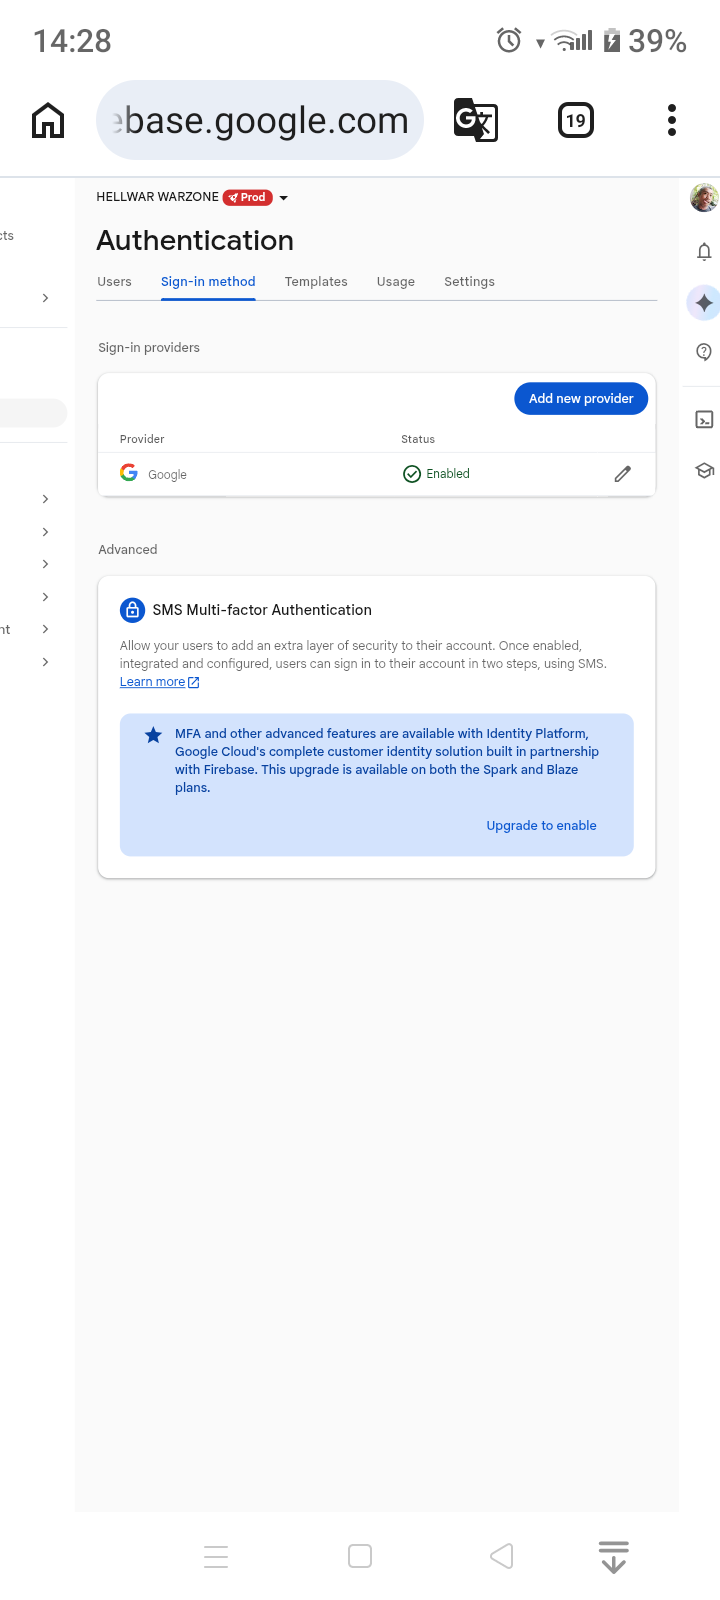 14:28
39%
ebase.google.com
19
HELLWAR WARZONE Prod
Authentication
Users Sign-in method Templates Usage Settings
cts
Sign-in providers
Add new provider
Provider Status
Google Enabled
Advanced
SMS Multi-factor Authentication
Allow your users to add an extra layer of security to their account. Once enabled,
integrated and configured, users can sign in to their account in two steps, using SMS.
Learn more
nt
MFA and other advanced features are available with Identity Platform,
Google Cloud's complete customer identity solution built in partnership
with Firebase. This upgrade is available on both the Spark and Blaze
plans.
Upgrade to enable